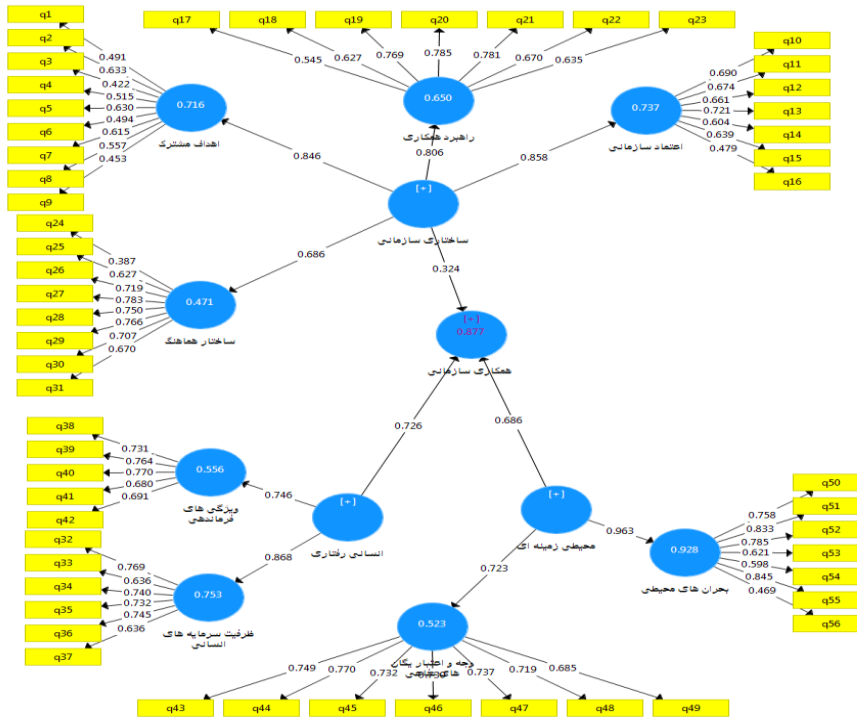 q1
q2
q3
q4
q5
q6
q7
q8
q9
0.491
0.633
0.422
0.515
0.630
0.494
0.615
0.557
0.453
0.716
اهداف مشترک
q17
q18
q19
q20
q21
q22
q23
0.545
0.627
0.769
0.785
0.781
0.670
0.635
0.650
راهبرد همکاری
q10
q11
q12
q13
q14
q15
q16
0.690
0.674
0.661
0.721
0.604
0.639
0.479
0.737
اعتماد سازمانی
0.846
0.806
0.858
[+]
ساختاری سازمانی
0.686
0.324
q24
q25
q26
q27
q28
q29
q30
q31
0.387
0.627
0.719
0.783
0.750
0.766
0.707
0.670
0.471
ساختار هماهنگ
[+]
0.877
همکاری سازمانی
0.726
0.686
q38
q39
q40
q41
q42
0.731
0.764
0.770
0.680
0.691
0.556
ویژگی های
فرماندهی
0.746
[+]
انسانی رفتاری
0.868
q32
q33
q34
q35
q36
q37
0.769
0.636
0.740
0.732
0.745
0.636
0.753
ظرفیت سرمایه های
انسانی
[+]
محیطی زمینه ای
0.963
0.723
q50
q51
q52
q53
q54
q55
q56
0.758
0.833
0.785
0.621
0.598
0.845
0.469
0.928
بحران های محیطی
0.523
وجه و اعتبار یگان
های
0.749
0.770
0.732
0.737
0.719
0.685
q43
q44
q45
q46
q47
q48
q49